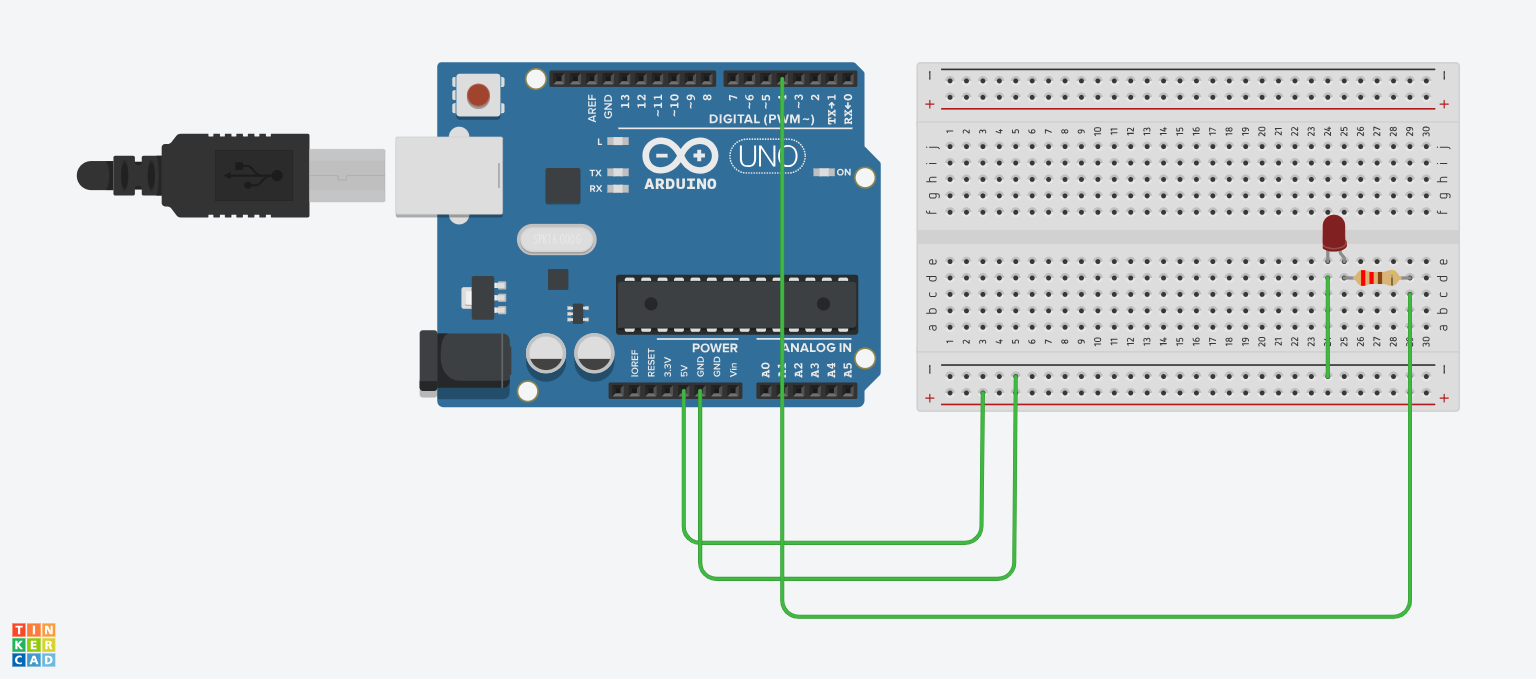 AREF
GND
13
12
~11
~10
~9
8
7
~6
~5
~3
2
TX→1
RX←0
DIGITAL (PWM~)
L
TX
RX
ARDUINO
UNO
ON
IOREF
RESET
3.3V
5V
GND
GND
Vin
POWER
ANALOG IN
A0
A2
A3
A4
A5
− −
+ +
1 2 3 4 5 6 7 8 9 10 11 12 13 14 15 16 17 18 19 20 21 22 23 24 25 26 27 28 29 30
j j
i i
h h
g g
f f
e e
d d
c c
b b
a a
1 2 3 4 5 6 7 8 9 10 11 12 13 14 15 16 17 18 19 20 21 22 23 24 25 26 27 28 29 30
− −
+ +
TIN
KER
CAD